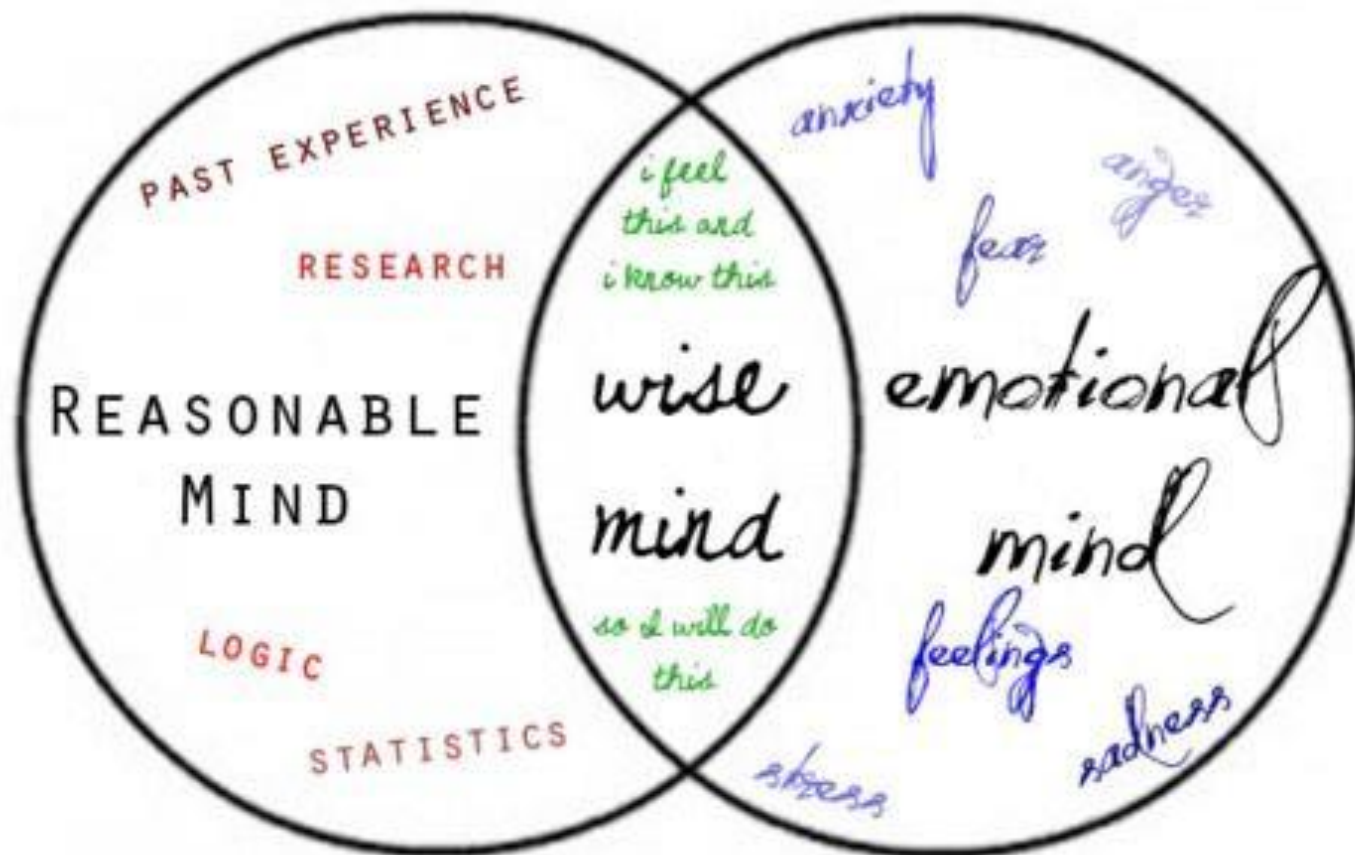 PAST EXPERIENCE
RESEARCH
REASONABLE
MIND
LOGIC
STATISTICS
i feel
this and
i know this
wise
mind
so I will do
this
anxiety
anger
fear
emotional
mind
feelings
sadness
stress